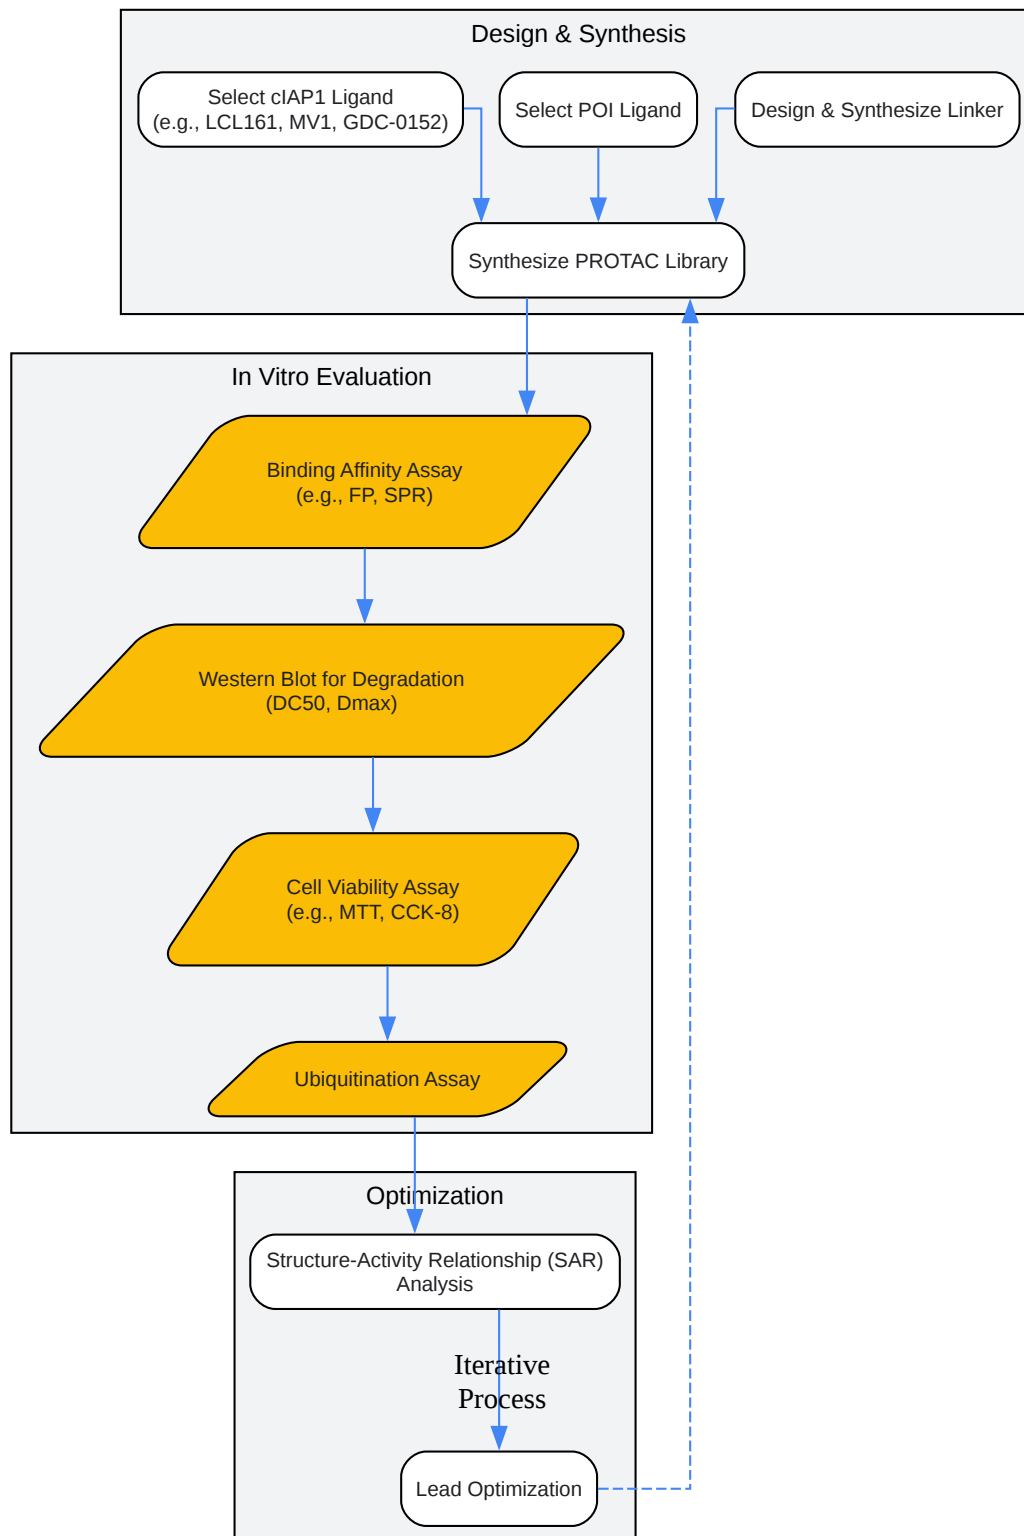 Design & Synthesis
Select cIAP1 Ligand
(e.g., LCL161, MV1, GDC-0152)
Select POI Ligand
Design & Synthesize Linker
Synthesize PROTAC Library
In Vitro Evaluation
Binding Affinity Assay
(e.g., FP, SPR)
Western Blot for Degradation
(DC50, Dmax)
Cell Viability Assay
(e.g., MTT, CCK-8)
Ubiquitination Assay
Optimization
Structure-Activity Relationship (SAR)
Analysis
Iterative
Process
Lead Optimization